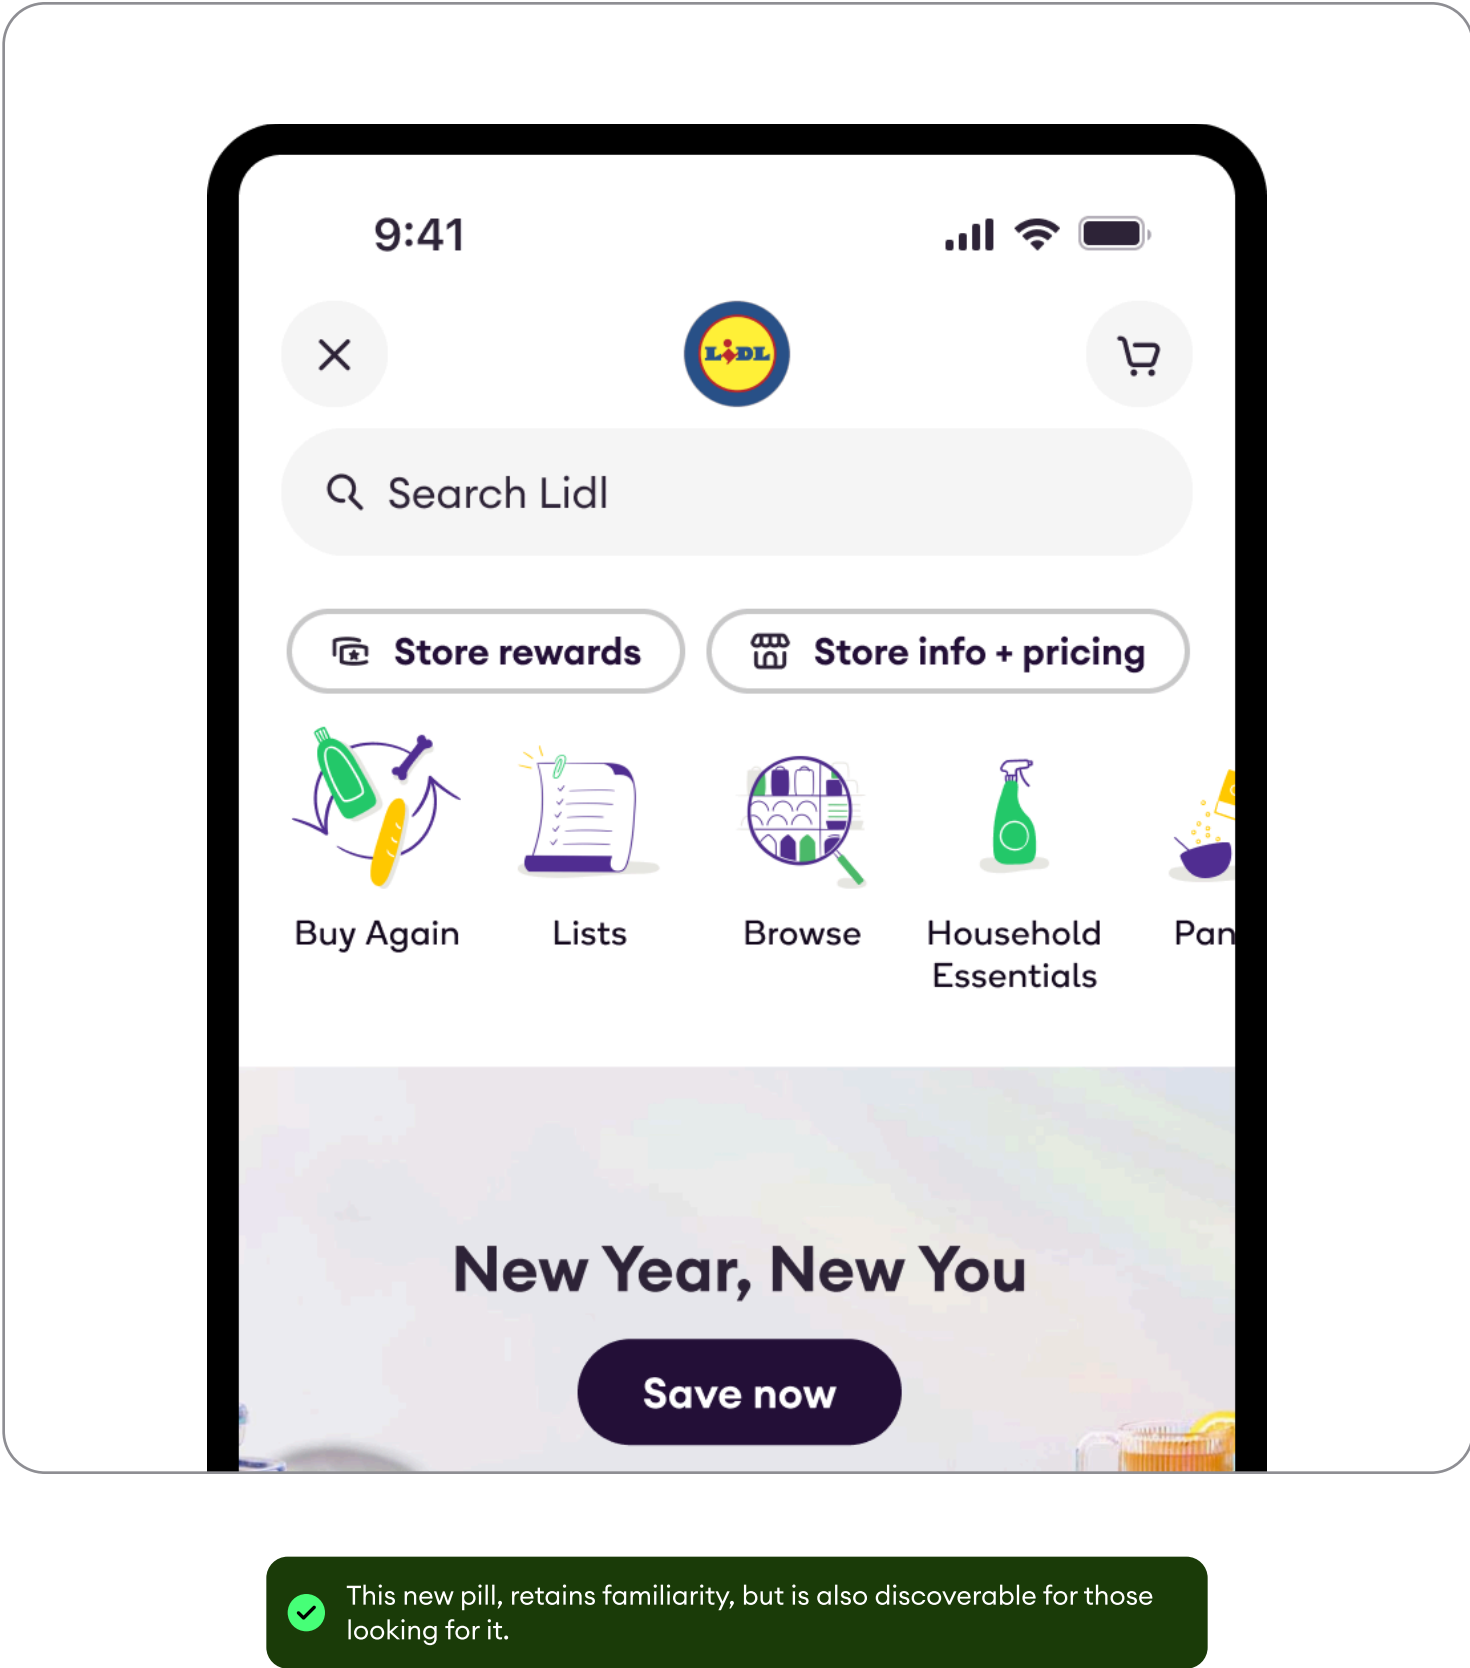 9:41
LIDL
Search Lidl
Store rewards
Store info + pricing
Buy Again
Lists
Browse
Household
Essentials
Pan
New Year, New You
Save now
This new pill, retains familiarity, but is also discoverable for those
looking for it.